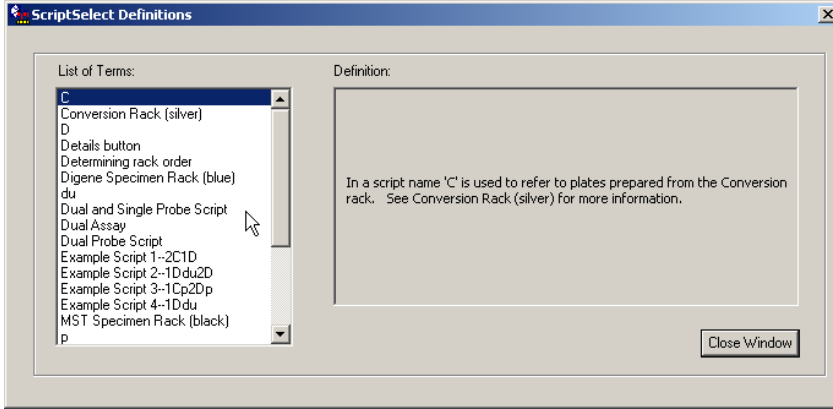 ScriptSelect Definitions
List of Terms:
C
Conversion Rack (silver)
D
Details button
Determining rack order
Digene Specimen Rack (blue)
du
Dual and Single Probe Script
Dual Assay
Dual Probe Script
Example Script 1--2C1D
Example Script 2--1Ddu2D
Example Script 3--1Cp2Dp
Example Script 4--1Ddu
MST Specimen Rack (black)
p
Definition:
In a script name 'C' is used to refer to plates prepared from the Conversion
rack. See Conversion Rack (silver) for more information.
Close Window